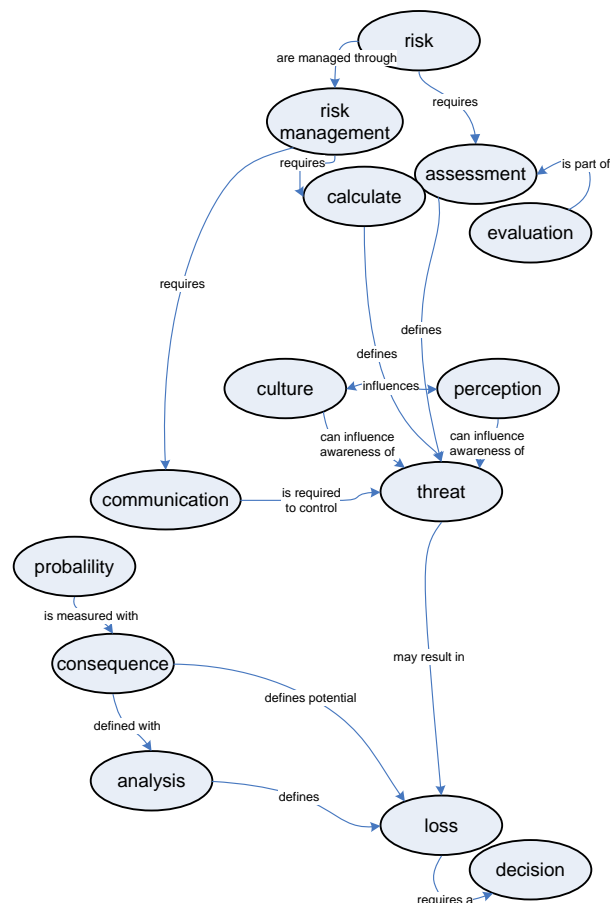 risk
are managed through
risk
management
requires
requires
assessment
is part of
calculate
evaluation
requires
defines
defines
culture
influences
perception
can influence
awareness of
can influence
awareness of
communication
is required
to control
threat
probalility
is measured with
consequence
may result in
defines potential
defined with
analysis
defines
loss
decision
requires a